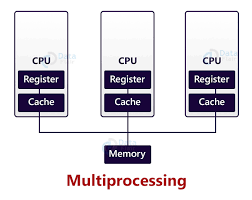 CPU
Register
Cache
CPU
Register
Cache
CPU
Register
Cache
Memory
Multiprocessing